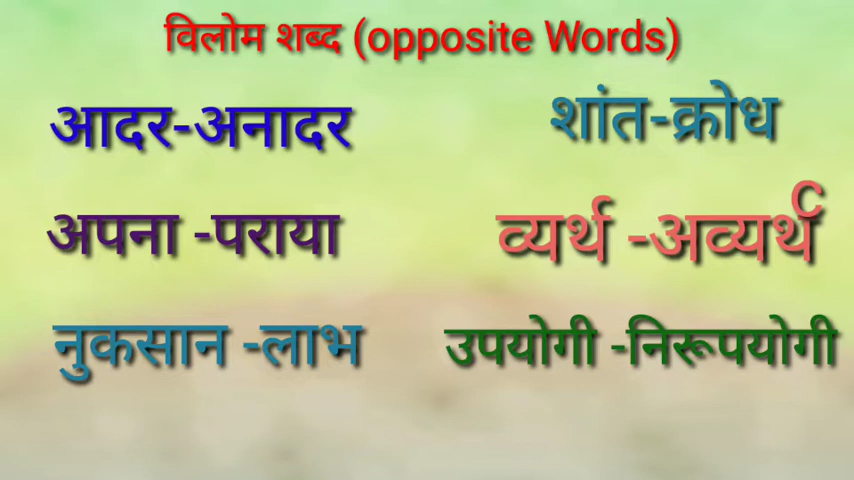 विलोम शब्द (opposite Words)
आदर-अनादर
शांत-क्रोध
अपना -पराया
व्यर्थ -अव्यर्थ
नुकसान -लाभ
उपयोगी -निरूपयोगी